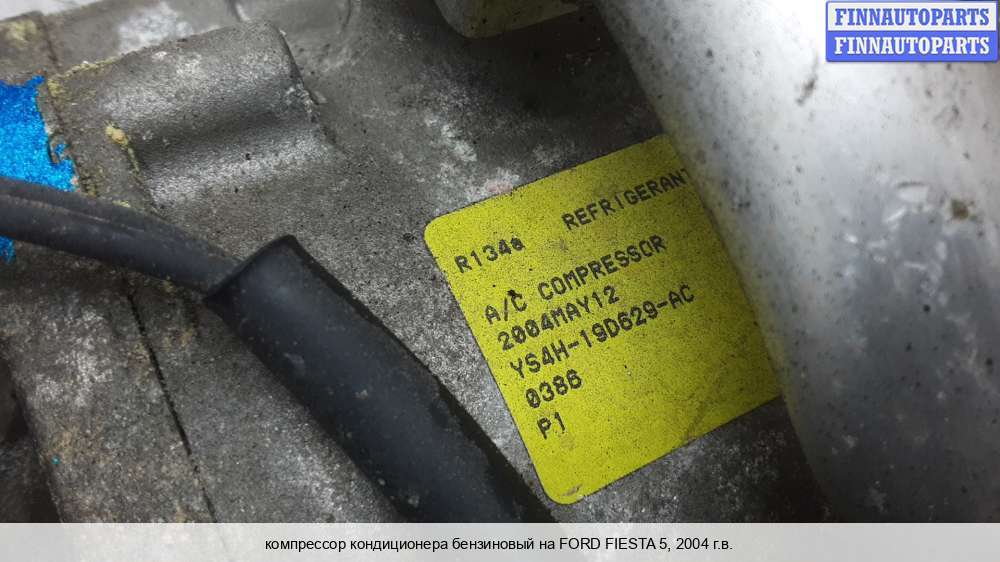 FINNAUTOPARTS
FINNAUTOPARTS
R134a REFRIGERANT
A/C COMPRESSOR
2004MAY12
YS4H-19D629-AC
0386
P1
компрессор кондиционера бензиновый на FORD FIESTA 5, 2004 г.в.